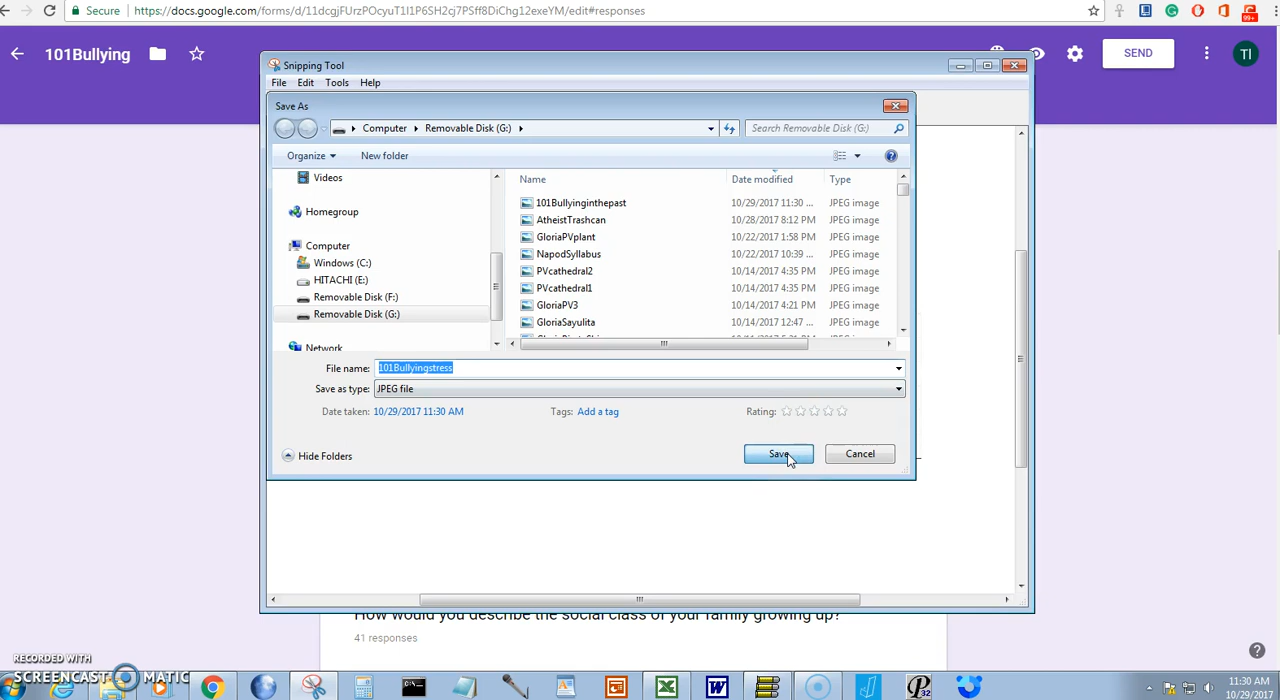 Secure
https://docs.google.com/forms/d/11dcgjFUrzPOcyuT1l1P6SH2cj7PSff8DiChg12exeYM/edit#responses
99+
101Bullying
SEND
TI
Snipping Tool
File Edit Tools Help
Save As
Computer Removable Disk (G:)
Search Removable Disk (G:)
Organize New folder
Videos
Homegroup
Computer
Windows (C:)
HITACHI (E:)
Removable Disk (F:)
Removable Disk (G:)
Network
Name Date modified Type
101Bullyinginthepast 10/29/2017 11:30 ... JPEG image
AtheistTrashcan 10/28/2017 8:12 PM JPEG image
GloriaPVplant 10/22/2017 1:58 PM JPEG image
NapodSyllabus 10/22/2017 10:39 ... JPEG image
PVcathedral2 10/14/2017 4:35 PM JPEG image
PVcathedral1 10/14/2017 4:35 PM JPEG image
GloriaPV3 10/14/2017 4:21 PM JPEG image
GloriaSayulita 10/14/2017 12:47 ... JPEG image
File name: 101Bullyingstress
Save as type: JPEG file
Date taken: 10/29/2017 11:30 AM Tags: Add a tag Rating:
Hide Folders
Save Cancel
How would you describe the social class of your family growing up?
41 responses
RECORDED WITH
SCREENCAST MATIC
11:30 AM
10/29/2017